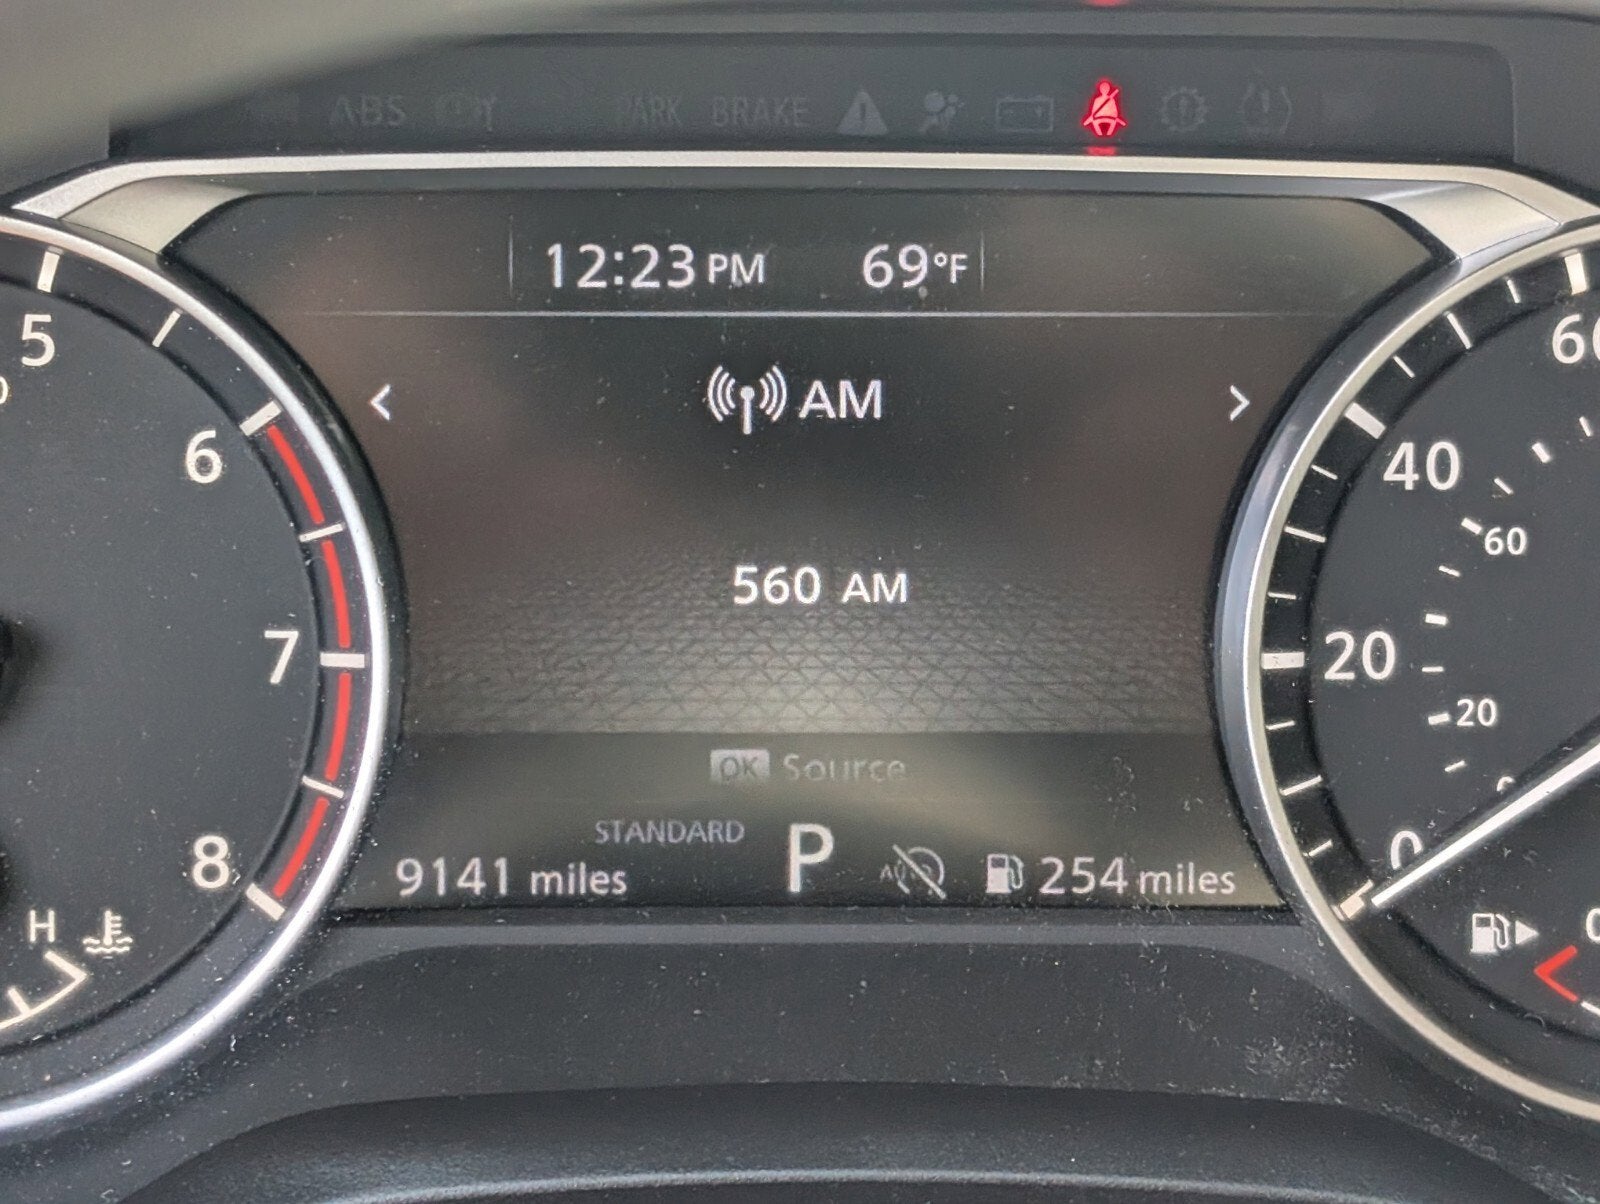 ABS PARK BRAKE
12:23 PM 69°F
AM
560 AM
OK Source
STANDARD P
9141 miles 254 miles
5
6
7
8
H
60
40
60
20
20
0
0